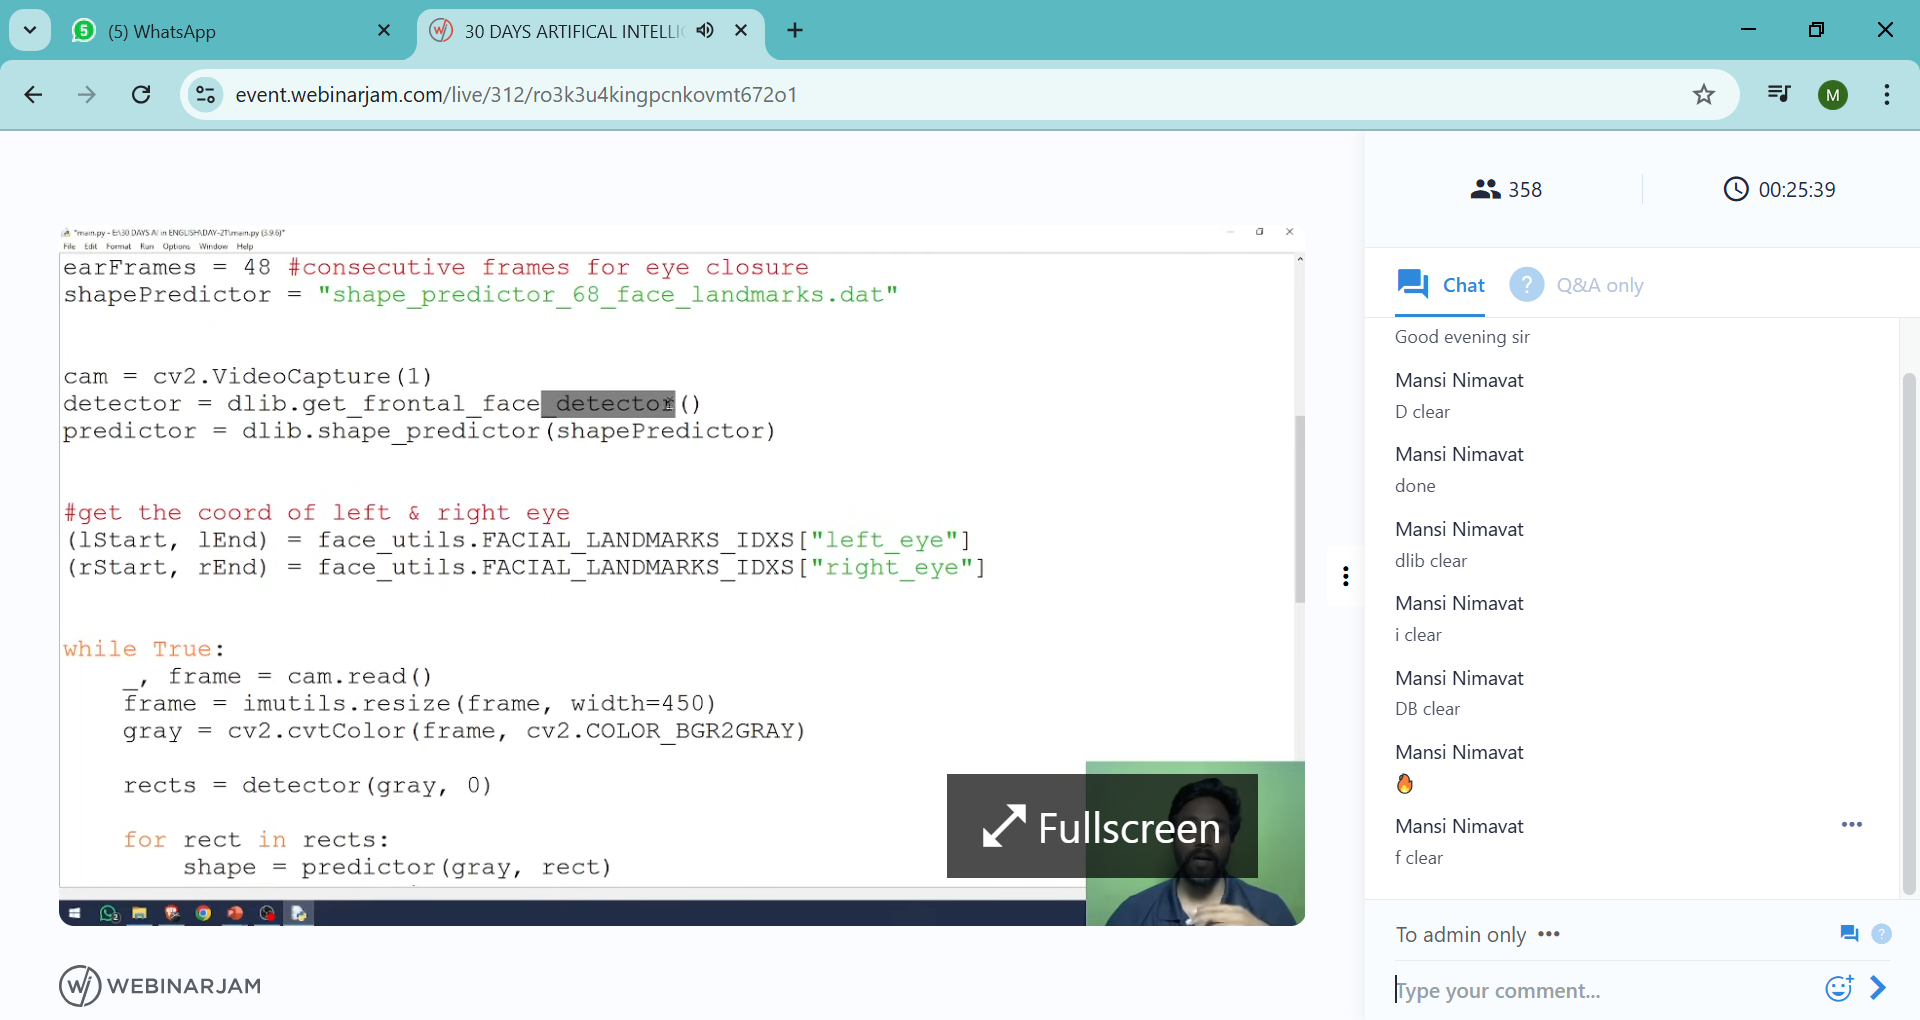 5 (5) WhatsApp
30 DAYS ARTIFICAL INTELLI
event.webinarjam.com/live/312/ro3k3u4kingpcnkovmt672o1
M
*main.py - E:\30 DAYS AI in ENGLISH\DAY-21\main.py (3.9.6)*
File Edit Format Run Options Window Help
earFrames = 48 #consecutive frames for eye closure
shapePredictor = "shape_predictor_68_face_landmarks.dat"
cam = cv2.VideoCapture(1)
detector = dlib.get_frontal_face_detector()
predictor = dlib.shape_predictor(shapePredictor)
#get the coord of left & right eye
(lStart, lEnd) = face_utils.FACIAL_LANDMARKS_IDXS["left_eye"]
(rStart, rEnd) = face_utils.FACIAL_LANDMARKS_IDXS["right_eye"]
while True:
_, frame = cam.read()
frame = imutils.resize(frame, width=450)
gray = cv2.cvtColor(frame, cv2.COLOR_BGR2GRAY)
rects = detector(gray, 0)
for rect in rects:
shape = predictor(gray, rect)
Fullscreen
WEBINARJAM
358
00:25:39
Chat
? Q&A only
Good evening sir
Mansi Nimavat
D clear
Mansi Nimavat
done
Mansi Nimavat
dlib clear
Mansi Nimavat
i clear
Mansi Nimavat
DB clear
Mansi Nimavat
🔥
Mansi Nimavat
f clear
To admin only
?
Type your comment...